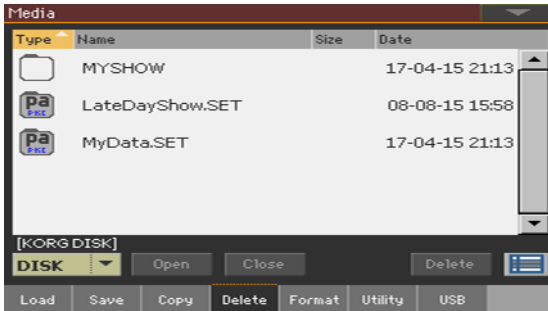 Media
Type Name Size Date
MYSHOW 17-04-15 21:13
pa PKG LateDayShow.SET 08-08-15 15:58
pa PKG MyData.SET 17-04-15 21:13
[KORG DISK]
DISK Open Close Delete
Load Save Copy Delete Format Utility USB